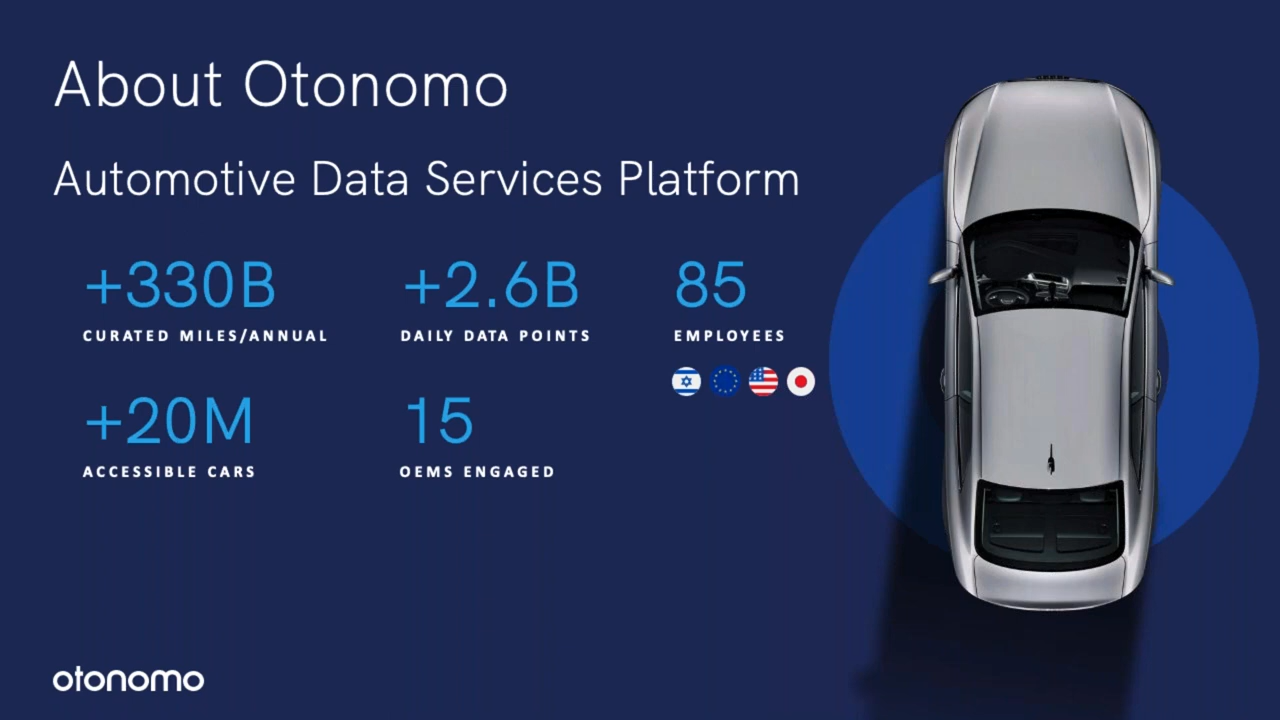 About Otonomo
Automotive Data Services Platform
+330B
CURATED MILES/ANNUAL
+2.6B
DAILY DATA POINTS
85
EMPLOYEES
+20M
ACCESSIBLE CARS
15
OEMS ENGAGED
otonomo